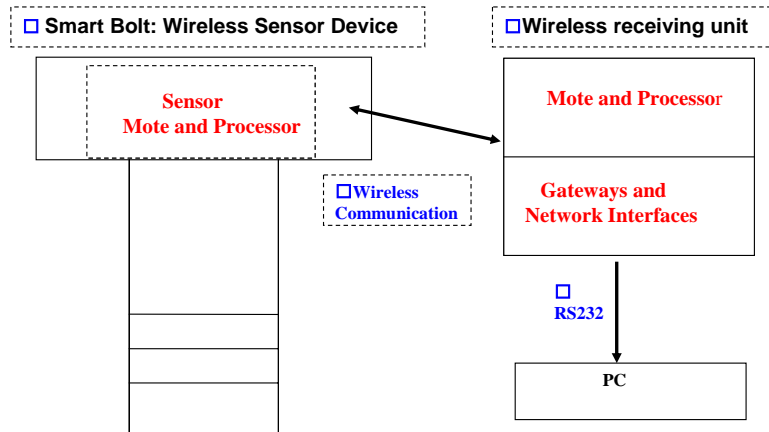 □ Smart Bolt: Wireless Sensor Device
□Wireless receiving unit
Sensor
Mote and Processor
Mote and Processor
□Wireless
Communication
Gateways and
Network Interfaces
□
RS232
PC